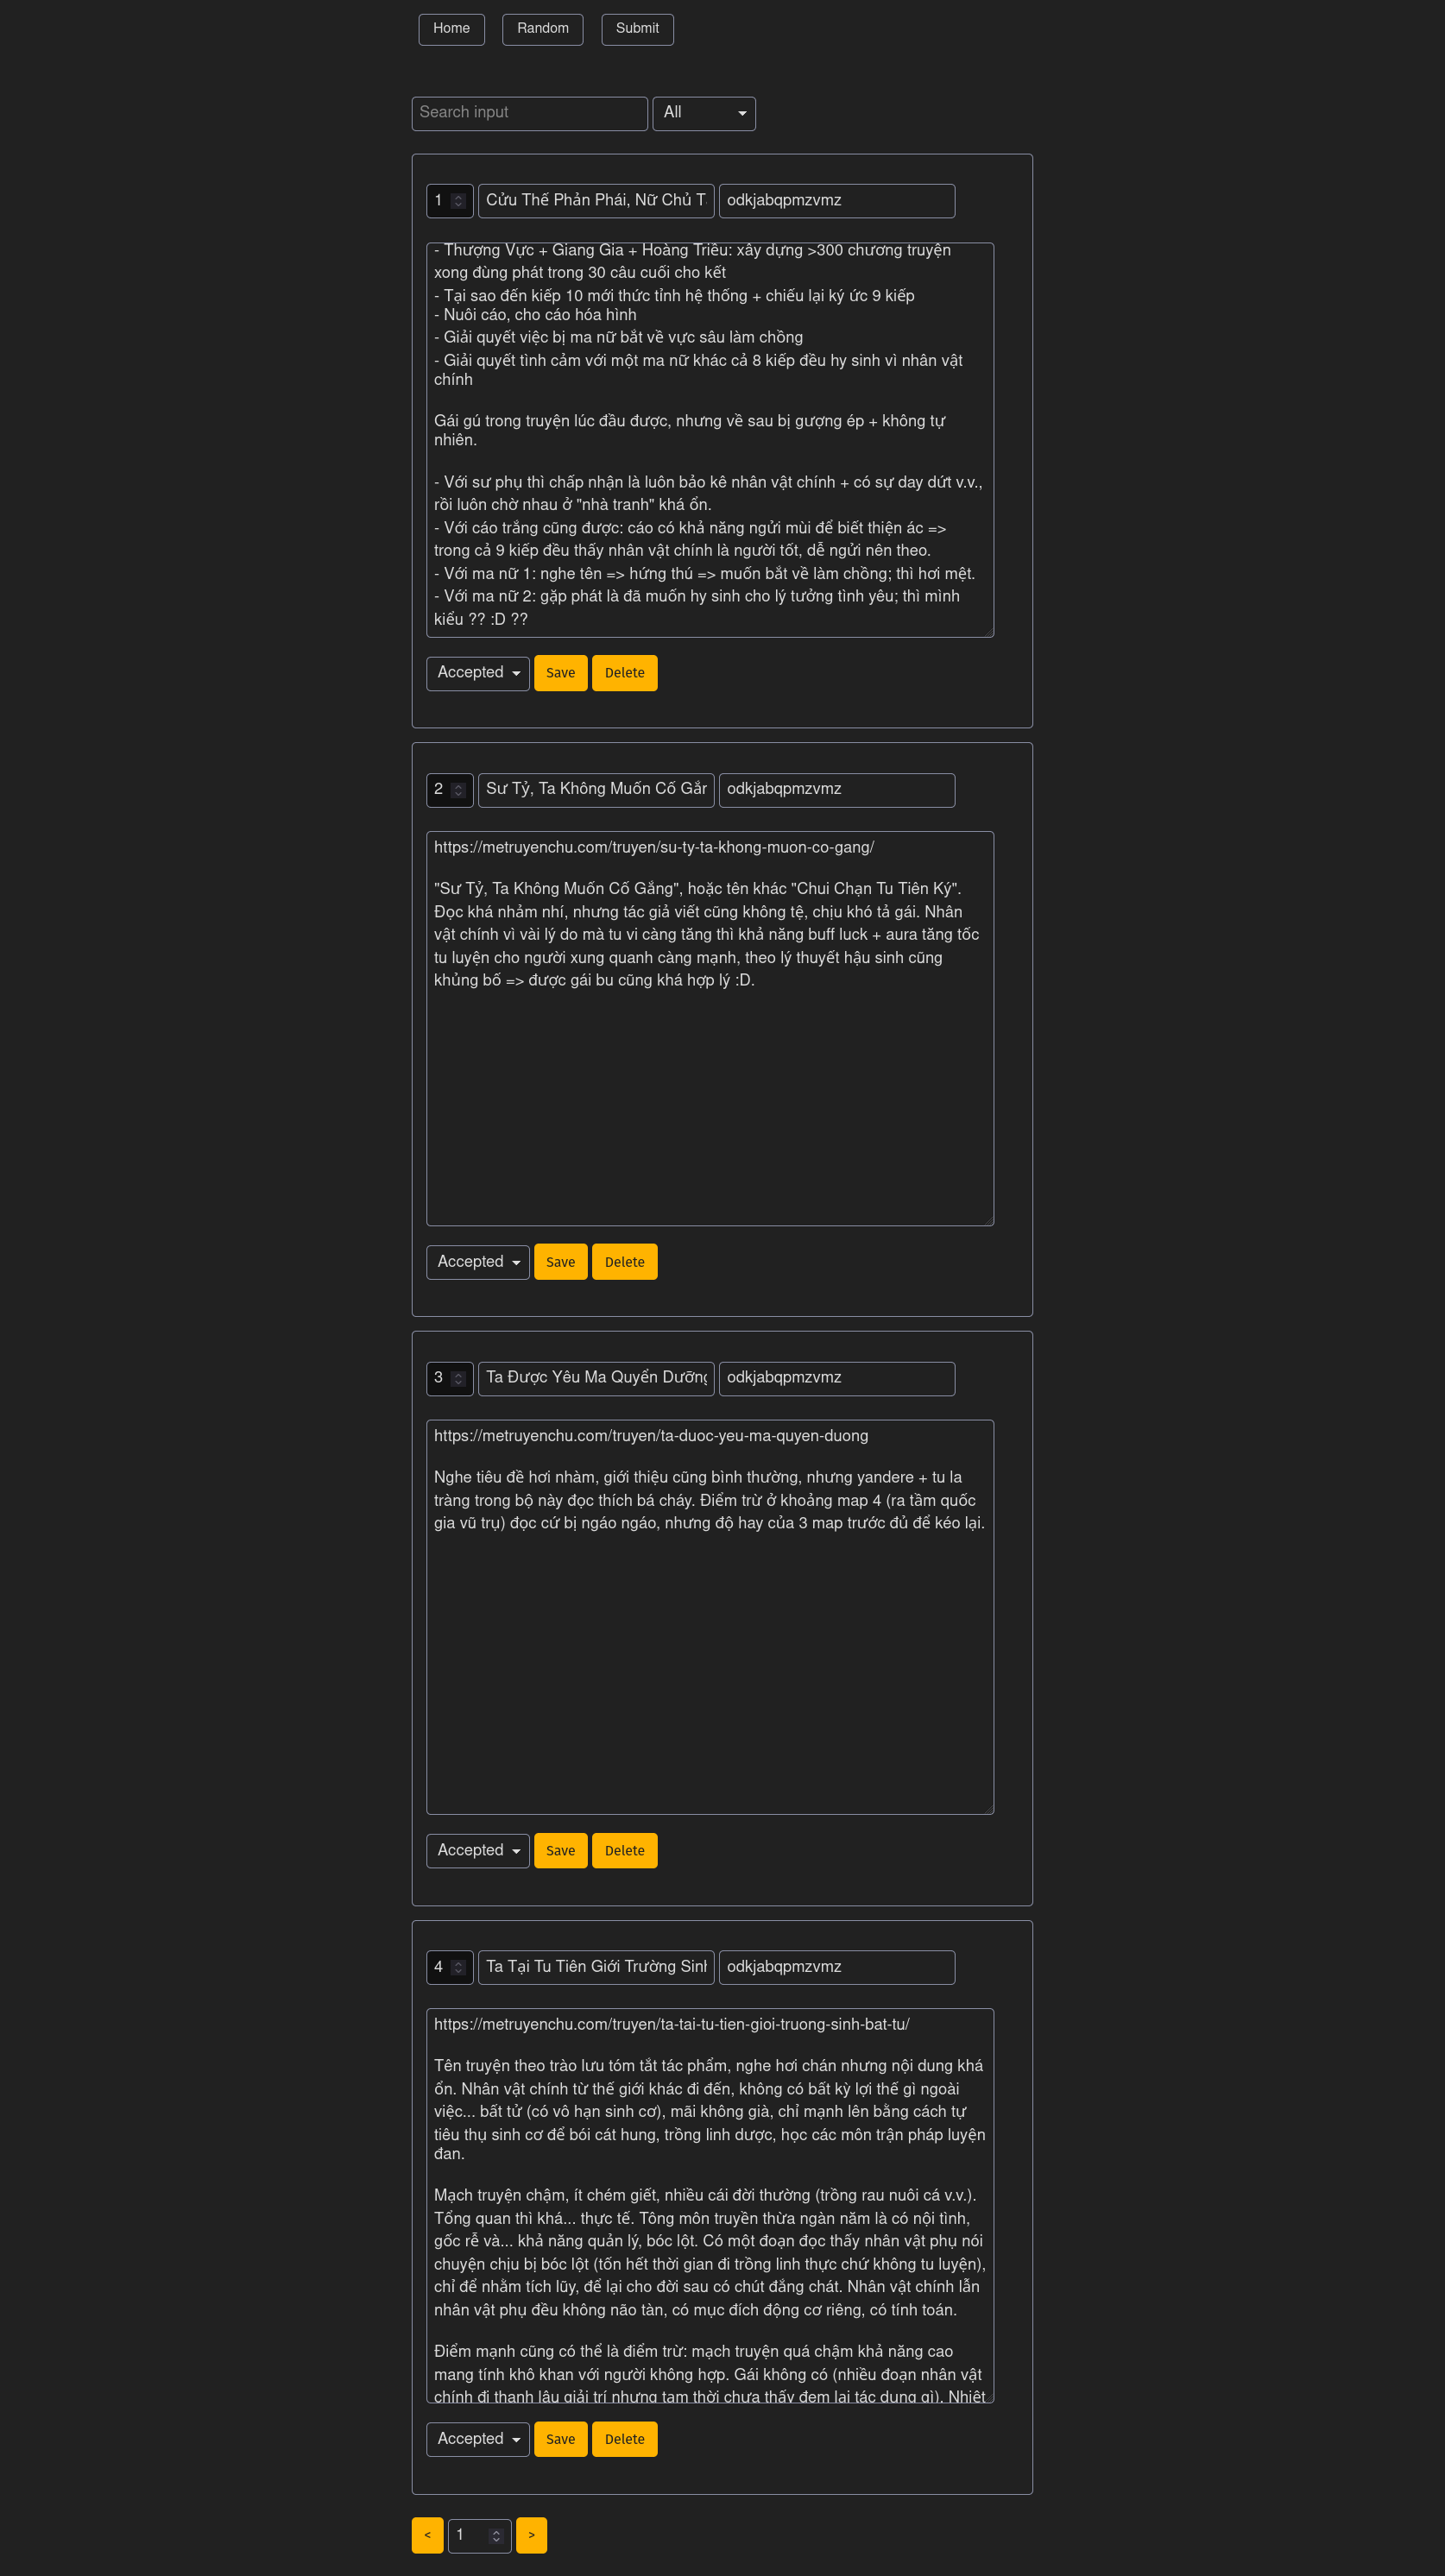 Home Random Submit
Search input All
1 Cửu Thế Phản Phái, Nữ Chủ T odkjabqpmzvmz
- Thượng Vực + Giang Gia + Hoàng Triều: xây dựng >300 chương truyện
xong đùng phát trong 30 câu cuối cho kết
- Tại sao đến kiếp 10 mới thức tỉnh hệ thống + chiếu lại ký ức 9 kiếp
- Nuôi cáo, cho cáo hóa hình
- Giải quyết việc bị ma nữ bắt về vực sâu làm chồng
- Giải quyết tình cảm với một ma nữ khác cả 8 kiếp đều hy sinh vì nhân vật
chính
Gái gú trong truyện lúc đầu được, nhưng về sau bị gượng ép + không tự
nhiên.
- Với sư phụ thì chấp nhận là luôn bảo kê nhân vật chính + có sự day dứt v.v.,
rồi luôn chờ nhau ở "nhà tranh" khá ổn.
- Với cáo trắng cũng được: cáo có khả năng ngửi mùi để biết thiện ác =>
trong cả 9 kiếp đều thấy nhân vật chính là người tốt, dễ ngửi nên theo.
- Với ma nữ 1: nghe tên => hứng thú => muốn bắt về làm chồng; thì hơi mệt.
- Với ma nữ 2: gặp phát là đã muốn hy sinh cho lý tưởng tình yêu; thì mình
kiểu ?? :D ??
Accepted Save Delete
2 Sư Tỷ, Ta Không Muốn Cố Gắn odkjabqpmzvmz
https://metruyenchu.com/truyen/su-ty-ta-khong-muon-co-gang/
"Sư Tỷ, Ta Không Muốn Cố Gắng", hoặc tên khác "Chui Chạn Tu Tiên Ký".
Đọc khá nhảm nhí, nhưng tác giả viết cũng không tệ, chịu khó tả gái. Nhân
vật chính vì vài lý do mà tu vi càng tăng thì khả năng buff luck + aura tăng tốc
tu luyện cho người xung quanh càng mạnh, theo lý thuyết hậu sinh cũng
khủng bố => được gái bu cũng khá hợp lý :D.
Accepted Save Delete
3 Ta Được Yêu Ma Quyển Dưỡng odkjabqpmzvmz
https://metruyenchu.com/truyen/ta-duoc-yeu-ma-quyen-duong
Nghe tiêu đề hơi nhàm, giới thiệu cũng bình thường, nhưng yandere + tu la
tràng trong bộ này đọc thích bá cháy. Điểm trừ ở khoảng map 4 (ra tầm quốc
gia vũ trụ) đọc cứ bị ngáo ngáo, nhưng độ hay của 3 map trước đủ để kéo lại.
Accepted Save Delete
4 Ta Tại Tu Tiên Giới Trường Sinh odkjabqpmzvmz
https://metruyenchu.com/truyen/ta-tai-tu-tien-gioi-truong-sinh-bat-tu/
Tên truyện theo trào lưu tóm tắt tác phẩm, nghe hơi chán nhưng nội dung khá
ổn. Nhân vật chính từ thế giới khác đi đến, không có bất kỳ lợi thế gì ngoài
việc... bất tử (có vô hạn sinh cơ), mãi không già, chỉ mạnh lên bằng cách tự
tiêu thụ sinh cơ để bói cát hung, trồng linh dược, học các môn trận pháp luyện
đan.
Mạch truyện chậm, ít chém giết, nhiều cái đời thường (trồng rau nuôi cá v.v.).
Tổng quan thì khá... thực tế. Tông môn truyền thừa ngàn năm là có nội tình,
gốc rễ và... khả năng quản lý, bóc lột. Có một đoạn đọc thấy nhân vật phụ nói
chuyện chịu bị bóc lột (tốn hết thời gian đi trồng linh thực chứ không tu luyện),
chỉ để nhằm tích lũy, để lại cho đời sau có chút đắng chát. Nhân vật chính lẫn
nhân vật phụ đều không não tàn, có mục đích động cơ riêng, có tính toán.
Điểm mạnh cũng có thể là điểm trừ: mạch truyện quá chậm khả năng cao
mang tính khô khan với người không hợp. Gái không có (nhiều đoạn nhân vật
chính đi thanh lâu giải trí nhưng tạm thời chưa thấy đem lại tác dụng gì). Nhiệt
Accepted Save Delete
< 1 >